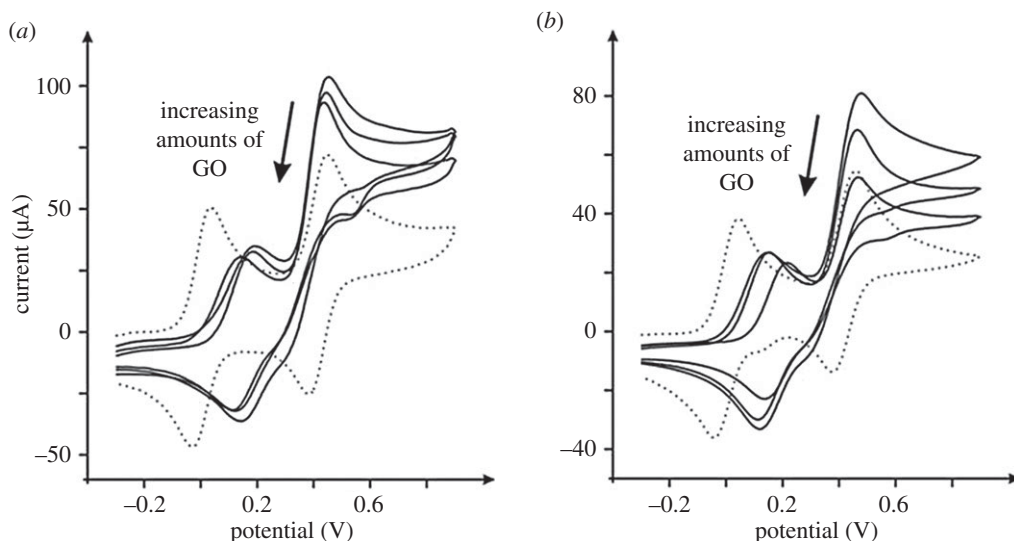 (a)
100
50
0
–50
current (µA)
increasing
amounts of
GO
–0.2
0.2
0.6
potential (V)
(b)
80
40
0
–40
increasing
amounts of
GO
–0.2
0.2
0.6
potential (V)